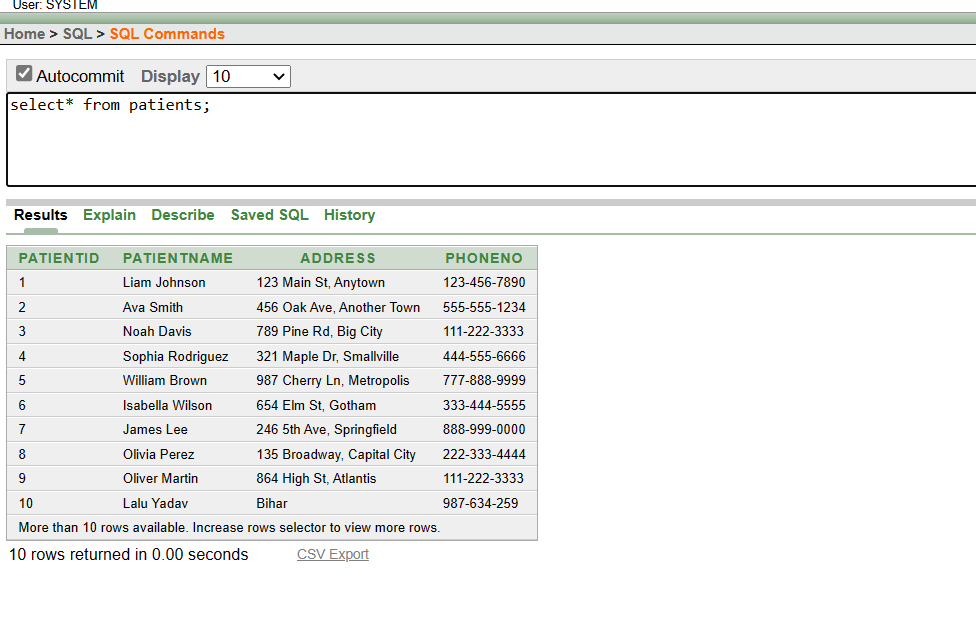 User: SYSTEM
Home > SQL > SQL Commands
Autocommit Display 10
select* from patients;
Results Explain Describe Saved SQL History
PATIENTID PATIENTNAME ADDRESS PHONENO
1 Liam Johnson 123 Main St, Anytown 123-456-7890
2 Ava Smith 456 Oak Ave, Another Town 555-555-1234
3 Noah Davis 789 Pine Rd, Big City 111-222-3333
4 Sophia Rodriguez 321 Maple Dr, Smallville 444-555-6666
5 William Brown 987 Cherry Ln, Metropolis 777-888-9999
6 Isabella Wilson 654 Elm St, Gotham 333-444-5555
7 James Lee 246 5th Ave, Springfield 888-999-0000
8 Olivia Perez 135 Broadway, Capital City 222-333-4444
9 Oliver Martin 864 High St, Atlantis 111-222-3333
10 Lalu Yadav Bihar 987-634-259
More than 10 rows available. Increase rows selector to view more rows.
10 rows returned in 0.00 seconds CSV Export